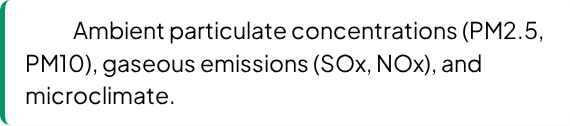 Ambient particulate concentrations (PM2.5,
PM10), gaseous emissions (SOx, NOx), and
microclimate.